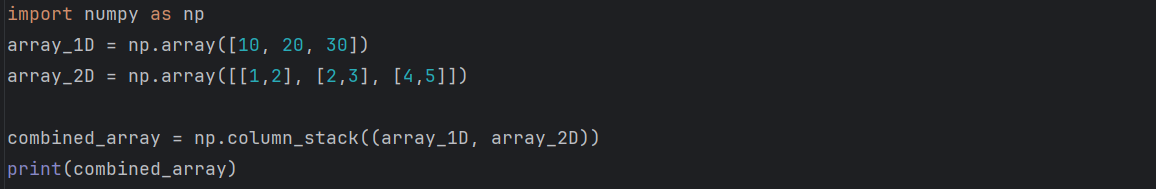 import numpy as np
array_1D = np.array([10, 20, 30])
array_2D = np.array([[1,2], [2,3], [4,5]])
combined_array = np.column_stack((array_1D, array_2D))
print(combined_array)